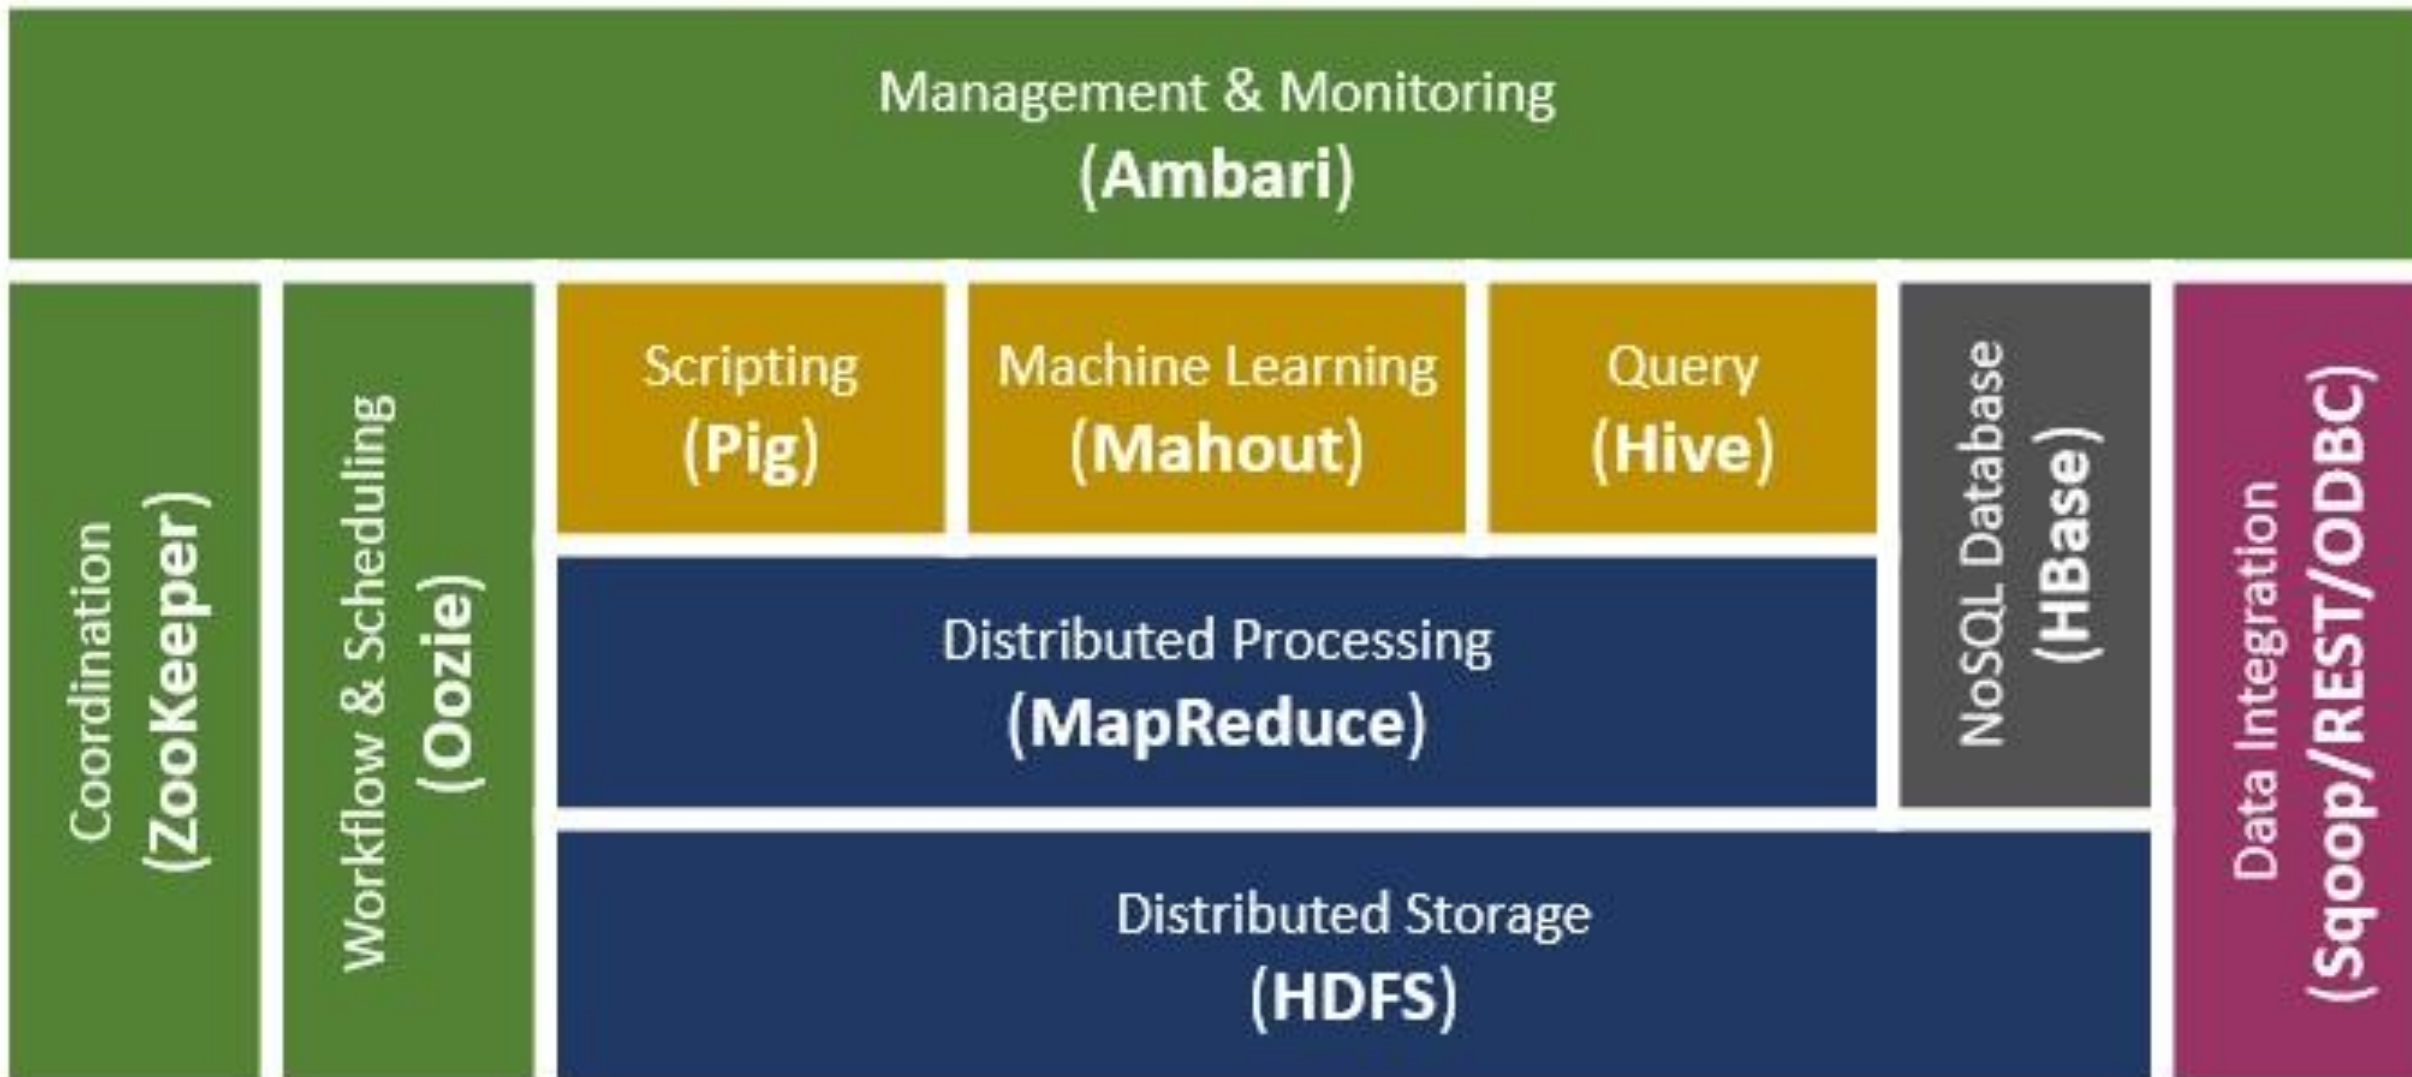 Management & Monitoring
(Ambari)
Coordination
(ZooKeeper)
Workflow & Scheduling
(Oozie)
Scripting
(Pig)
Machine Learning
(Mahout)
Query
(Hive)
Distributed Processing
(MapReduce)
Distributed Storage
(HDFS)
NoSQL Database
(HBase)
Data Integration
(Sqoop/REST/ODBC)